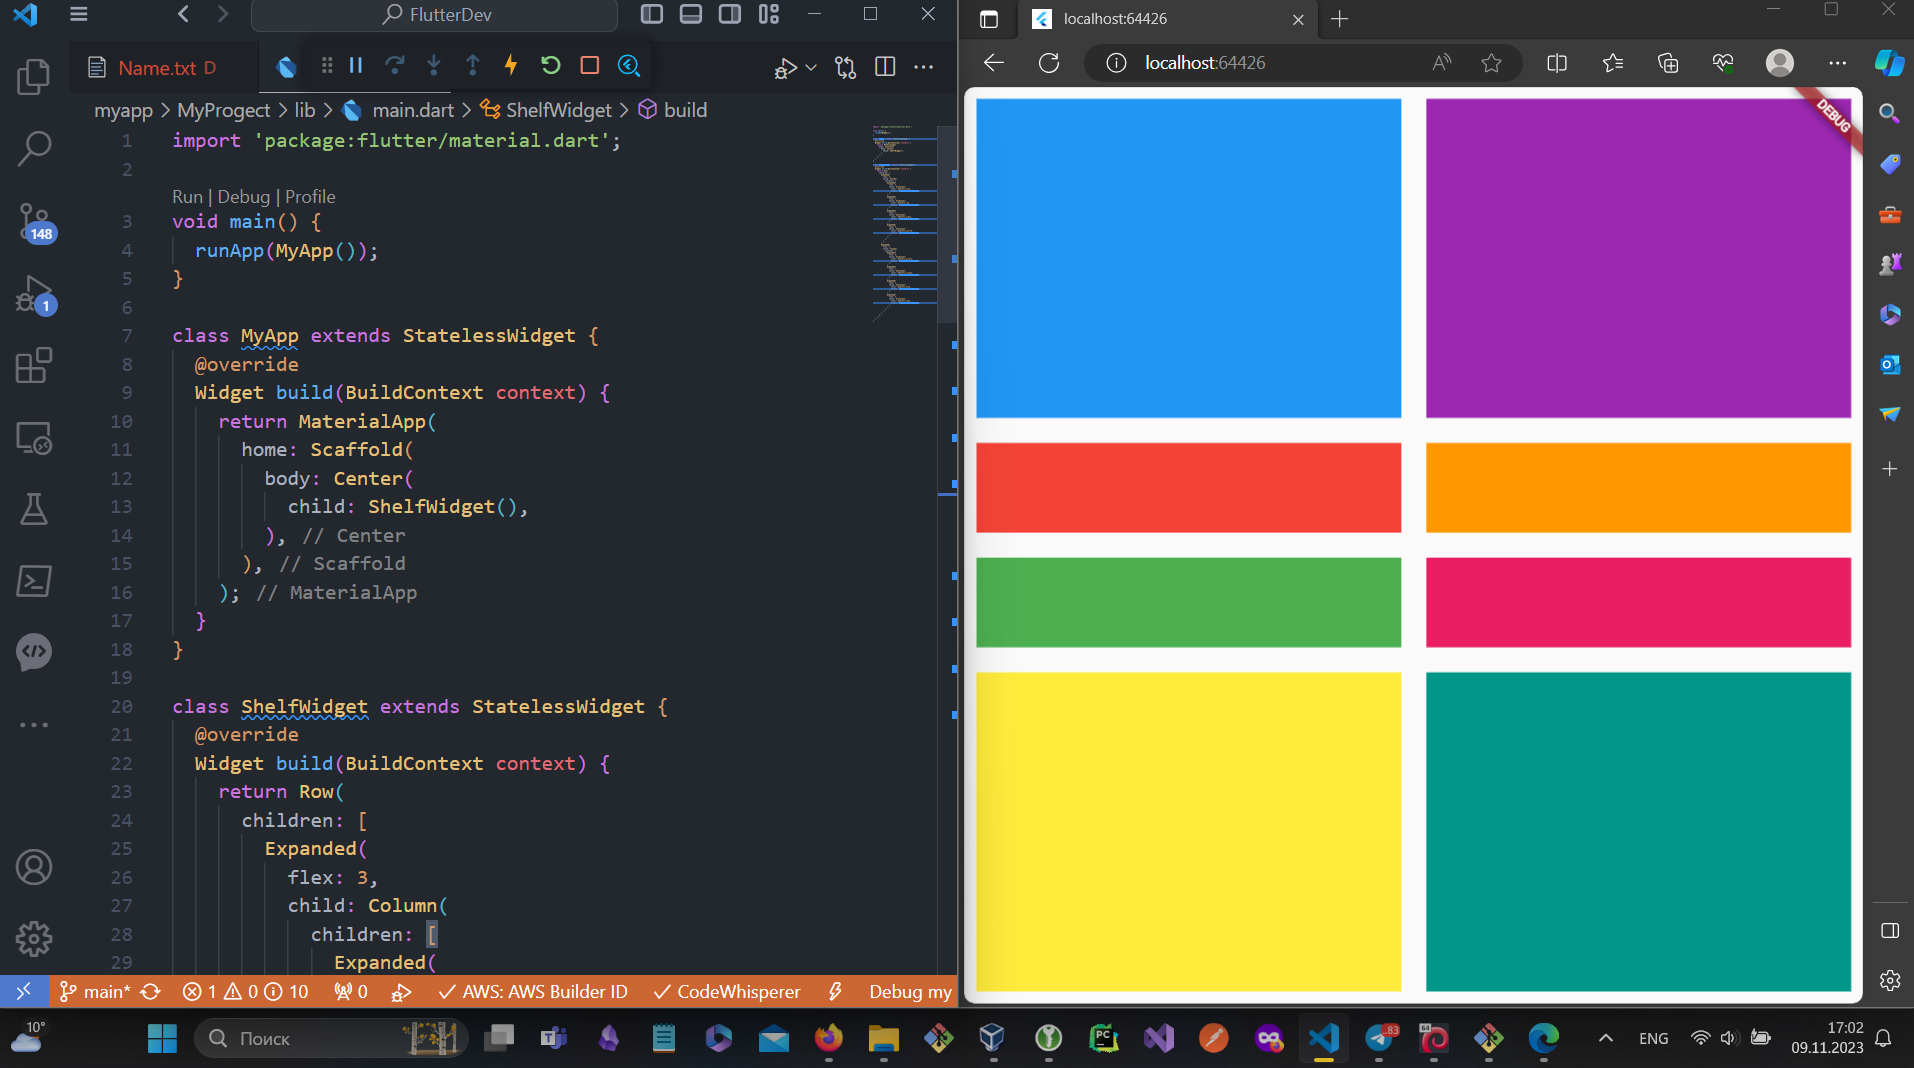 FlutterDev
Name.txt D
myapp > MyProgect > lib > main.dart > ShelfWidget > build
1 import 'package:flutter/material.dart';
2
Run | Debug | Profile
3 void main() {
4 runApp(MyApp());
5 }
6
7 class MyApp extends StatelessWidget {
8 @override
9 Widget build(BuildContext context) {
10 return MaterialApp(
11 home: Scaffold(
12 body: Center(
13 child: ShelfWidget(),
14 ), // Center
15 ), // Scaffold
16 ); // MaterialApp
17 }
18 }
19
20 class ShelfWidget extends StatelessWidget {
21 @override
22 Widget build(BuildContext context) {
23 return Row(
24 children: [
25 Expanded(
26 flex: 3,
27 child: Column(
28 children: [
29 Expanded(
148
1
main* 1 0 10 0 AWS: AWS Builder ID CodeWhisperer Debug my
localhost:64426
localhost:64426
DEBUG
10°
Поиск
PC
.83
64
ENG
17:02
09.11.2023